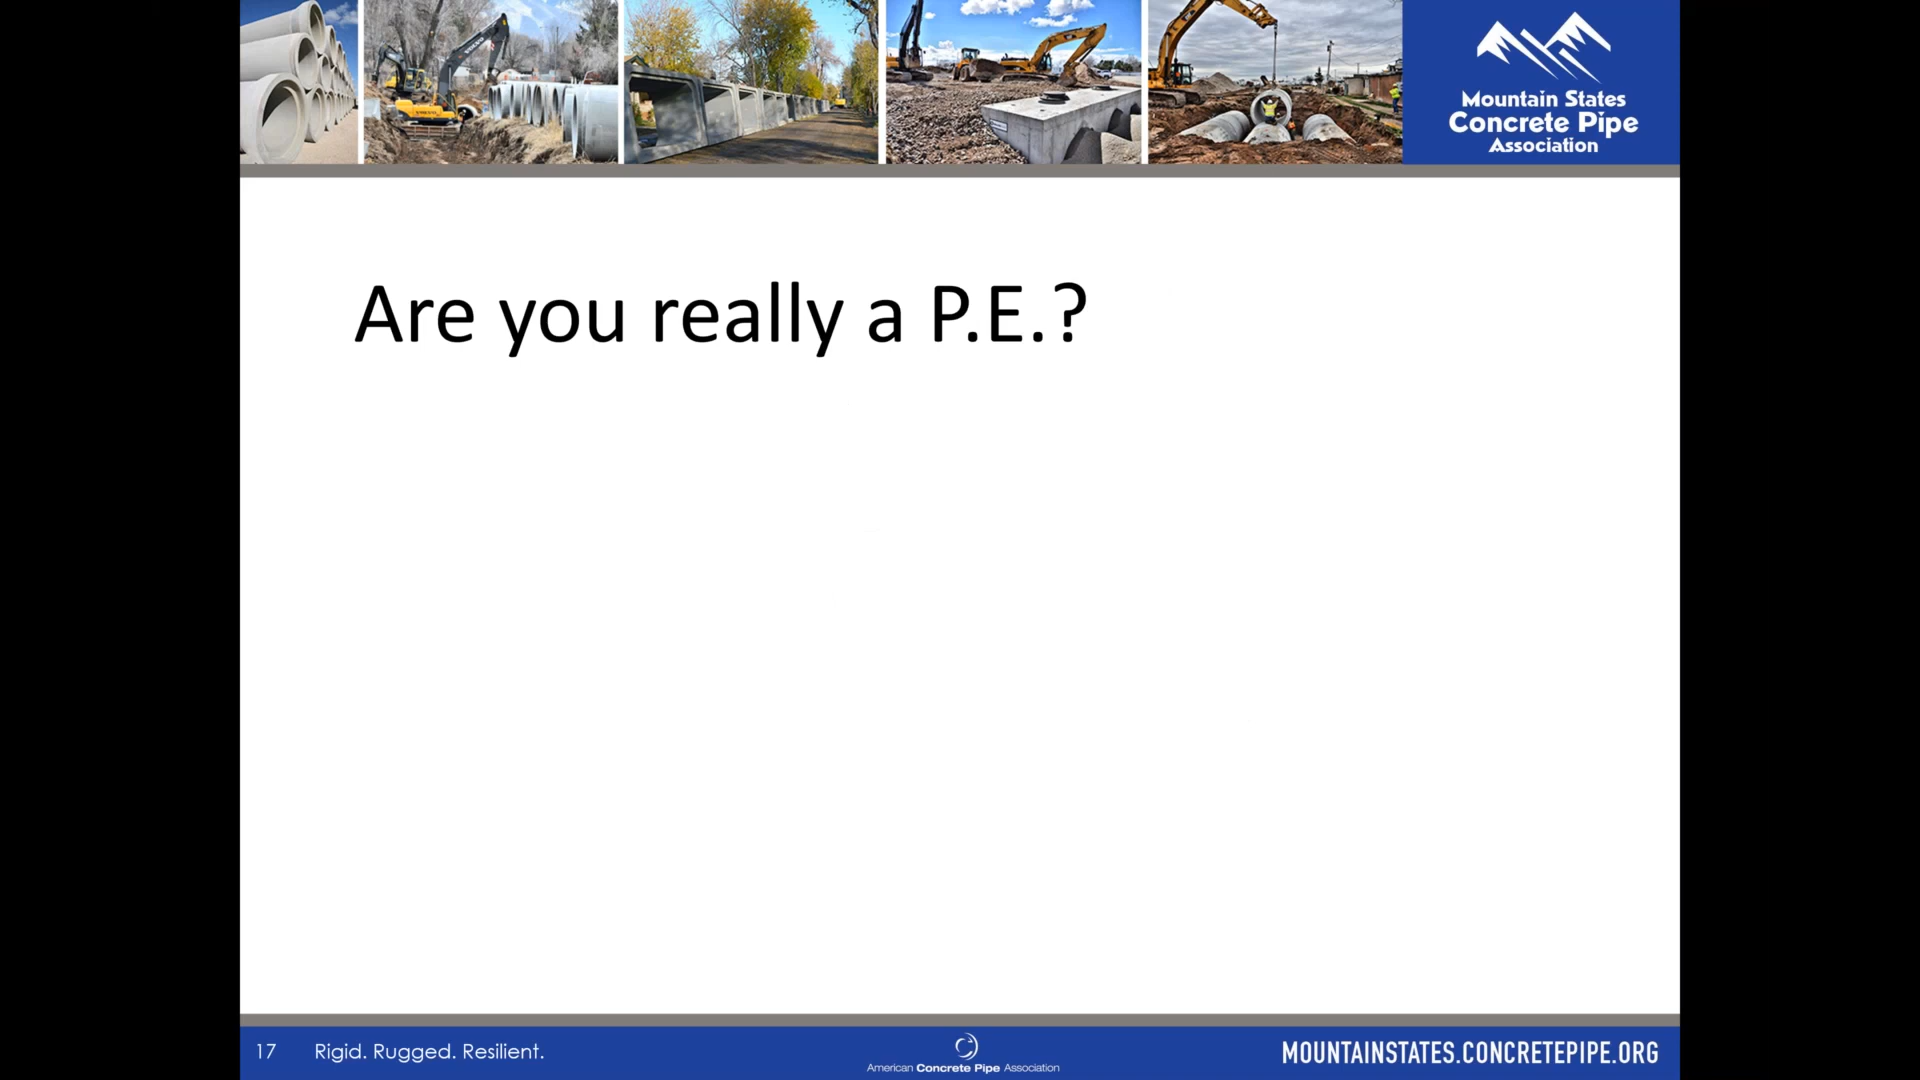 Mountain States
Concrete Pipe
Association
Are you really a P.E.?
17 Rigid. Rugged. Resilient.
American Concrete Pipe Association
MOUNTAINSTATES.CONCRETEPIPE.ORG